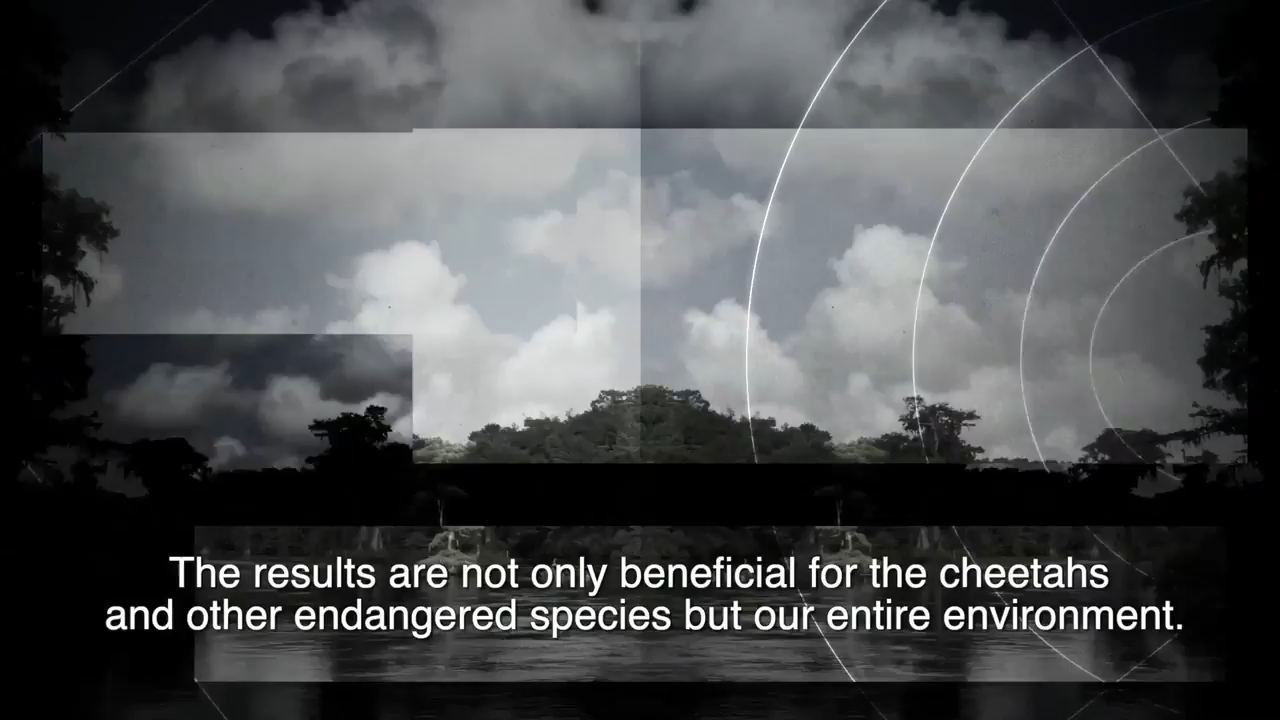 The results are not only beneficial for the cheetahs
and other endangered species but our entire environment.